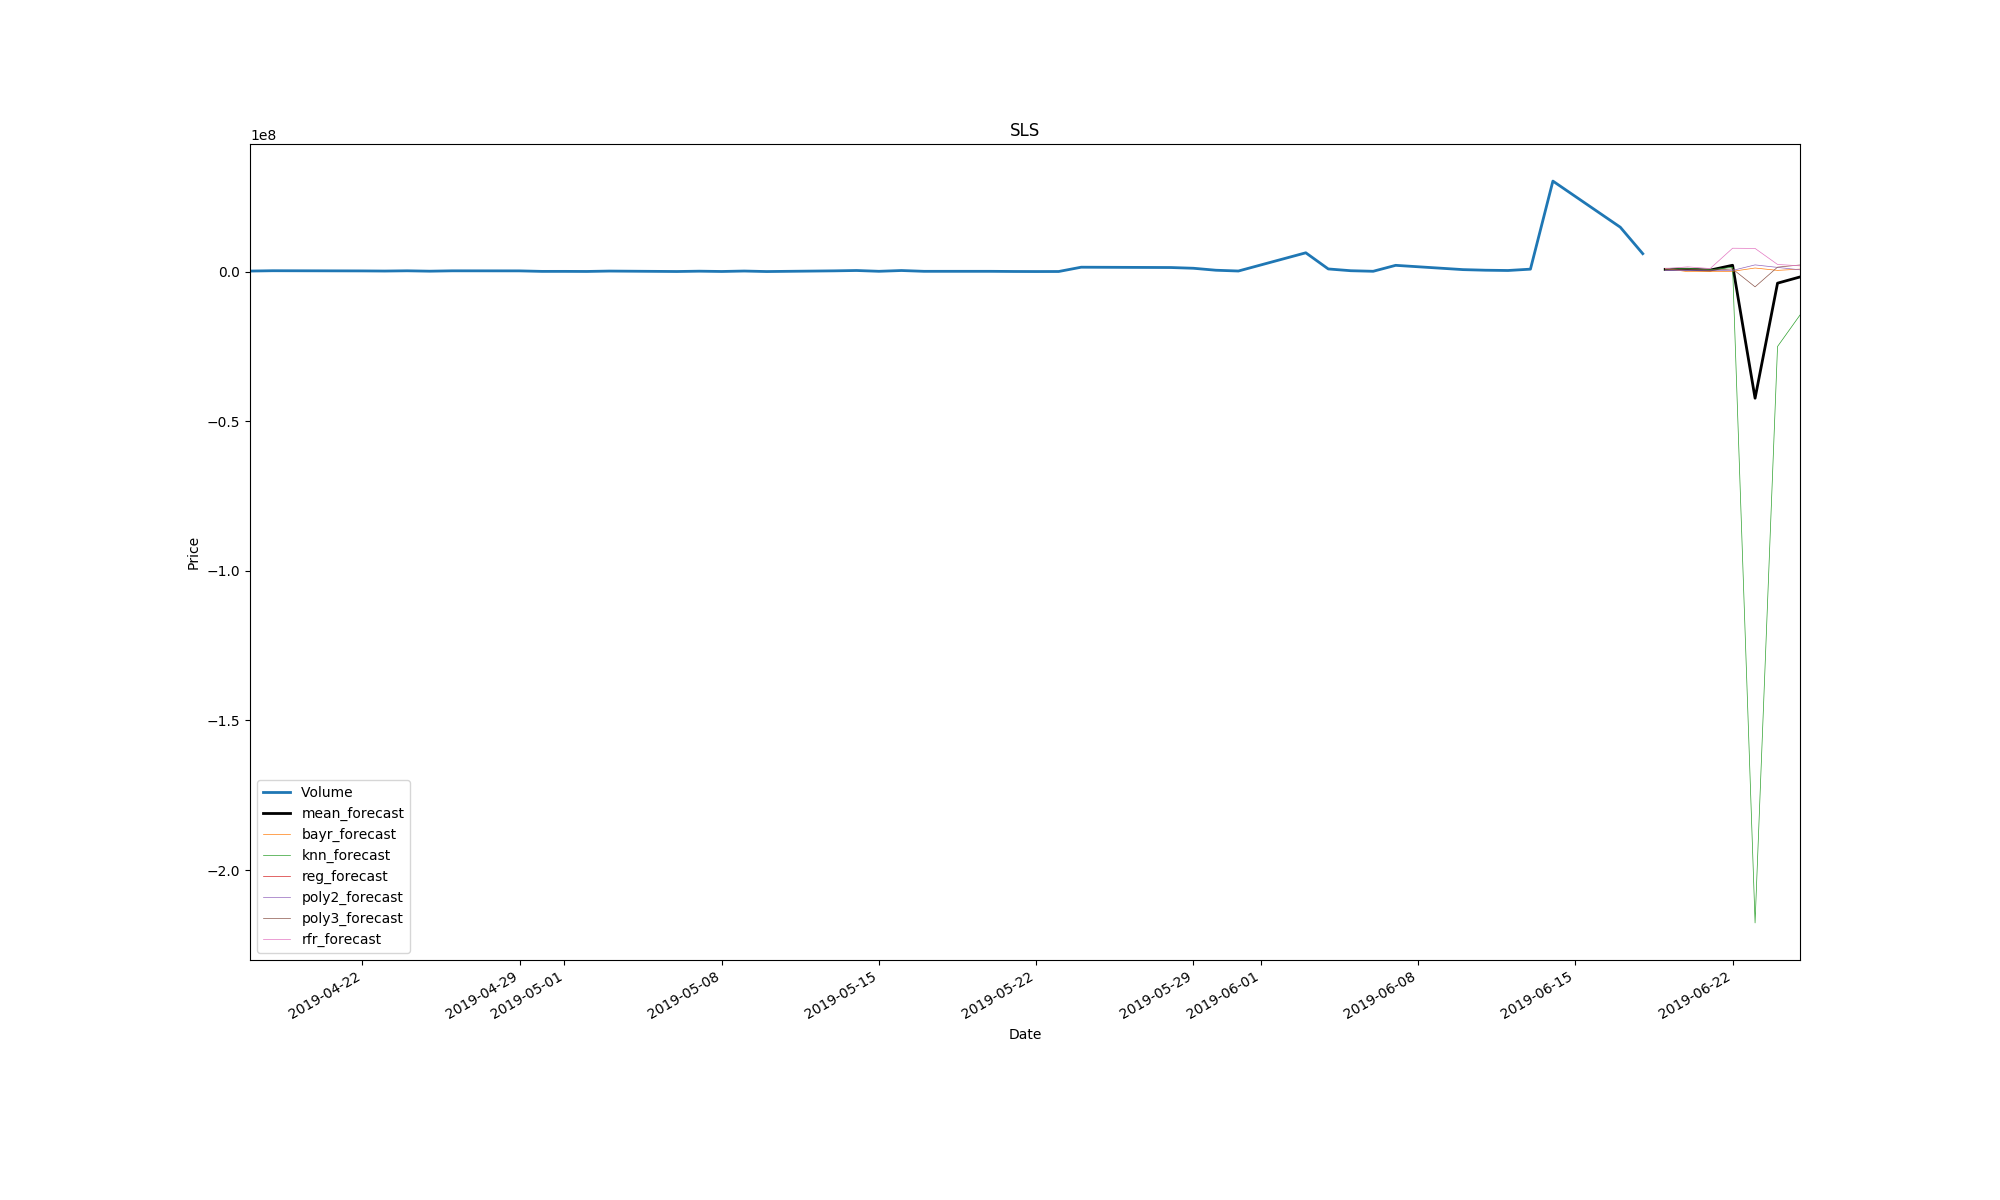 SLS
1e8
0.0
−0.5
−1.0
−1.5
−2.0
Price
Volume
mean_forecast
bayr_forecast
knn_forecast
reg_forecast
poly2_forecast
poly3_forecast
rfr_forecast
2019-04-22
2019-04-29
2019-05-01
2019-05-08
2019-05-15
2019-05-22
2019-05-29
2019-06-01
2019-06-08
2019-06-15
2019-06-22
Date